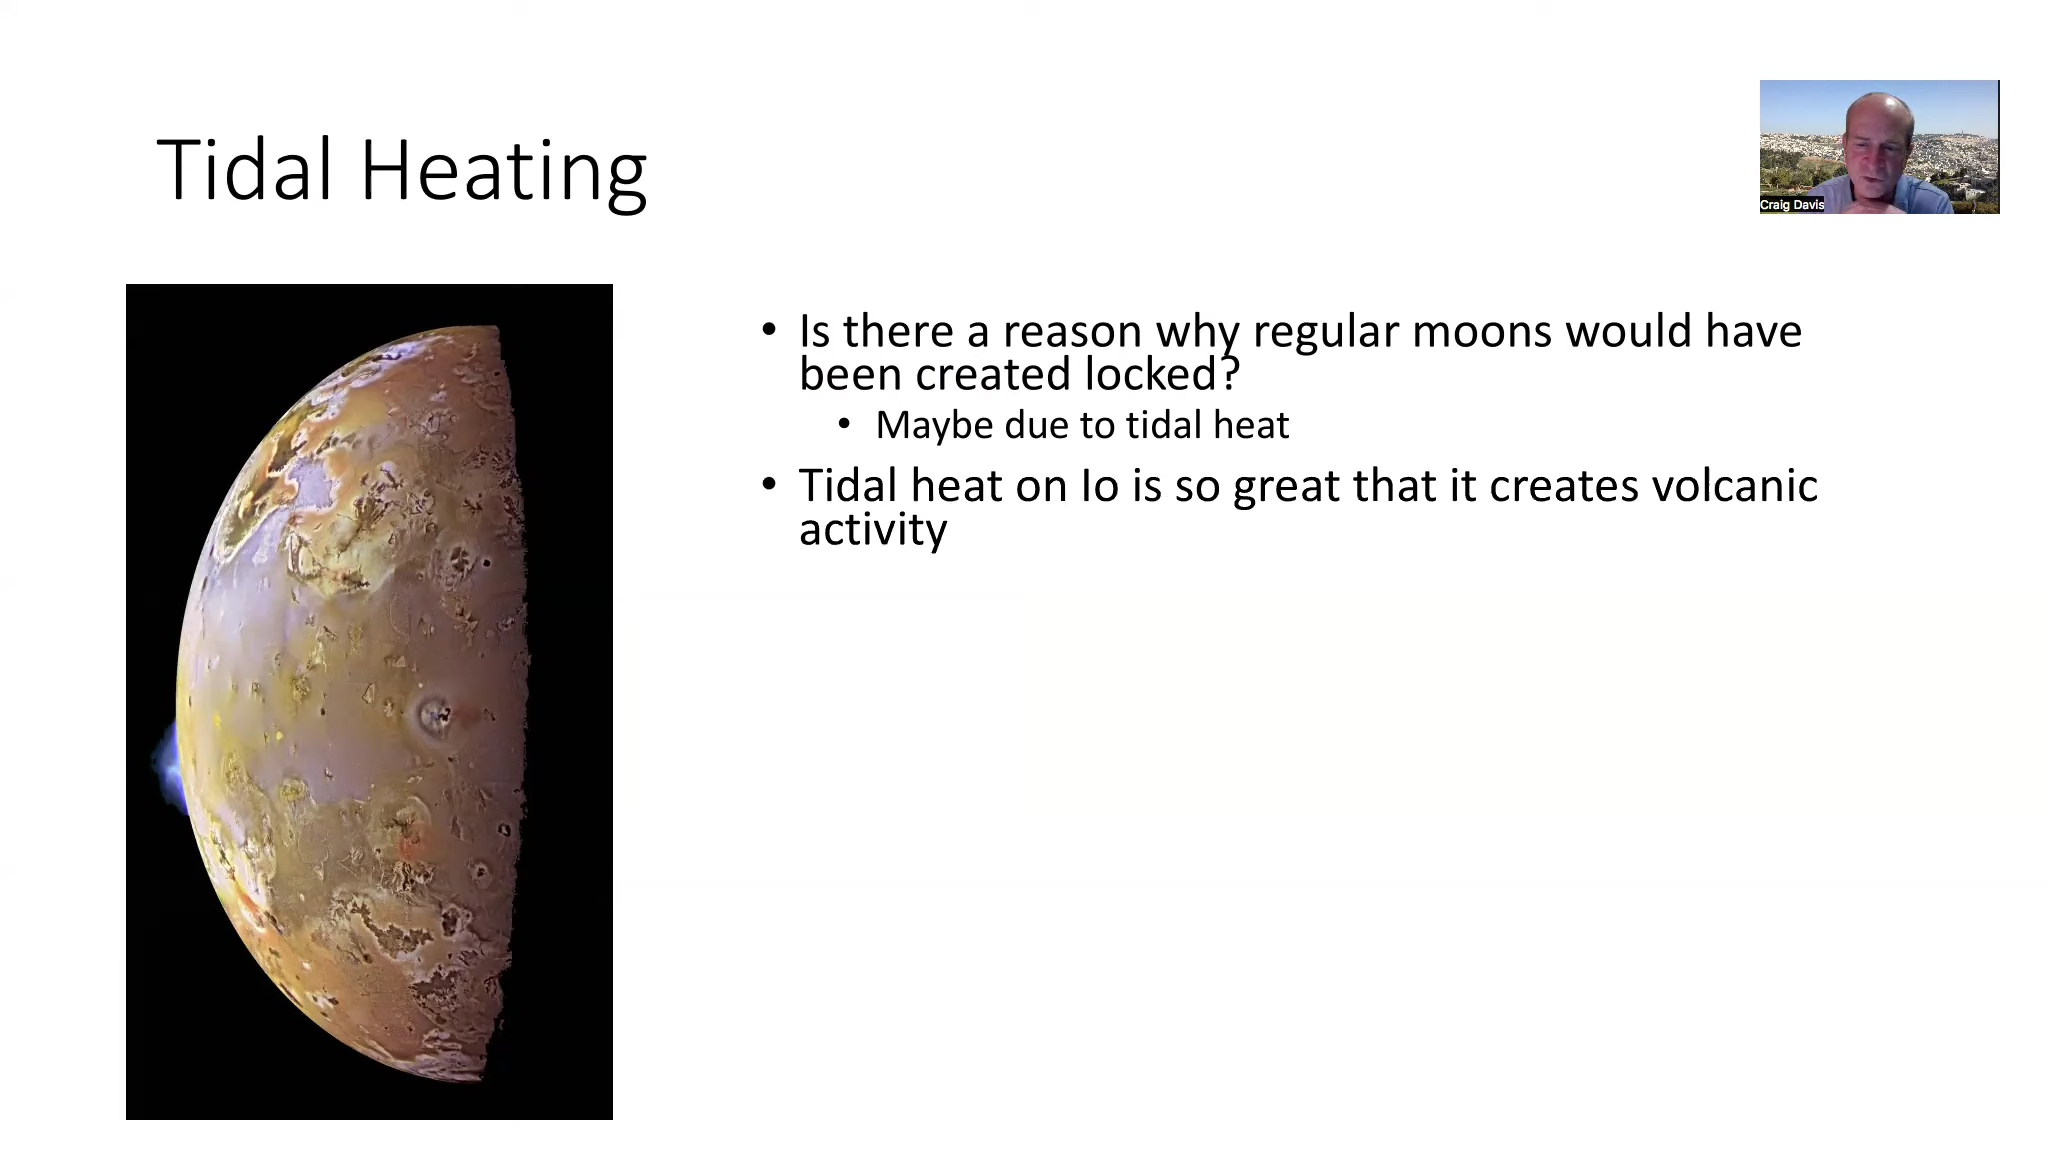 Tidal Heating
Craig Davis
• Is there a reason why regular moons would have
been created locked?
• Maybe due to tidal heat
• Tidal heat on Io is so great that it creates volcanic
activity